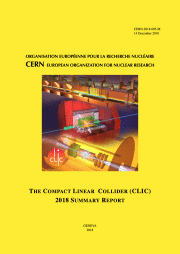 CERN-2018-005-M
14 December 2018
ORGANISATION EUROPÉENNE POUR LA RECHERCHE NUCLÉAIRE
CERN EUROPEAN ORGANIZATION FOR NUCLEAR RESEARCH
clic
THE COMPACT LINEAR COLLIDER (CLIC)
2018 SUMMARY REPORT
GENEVA
2018